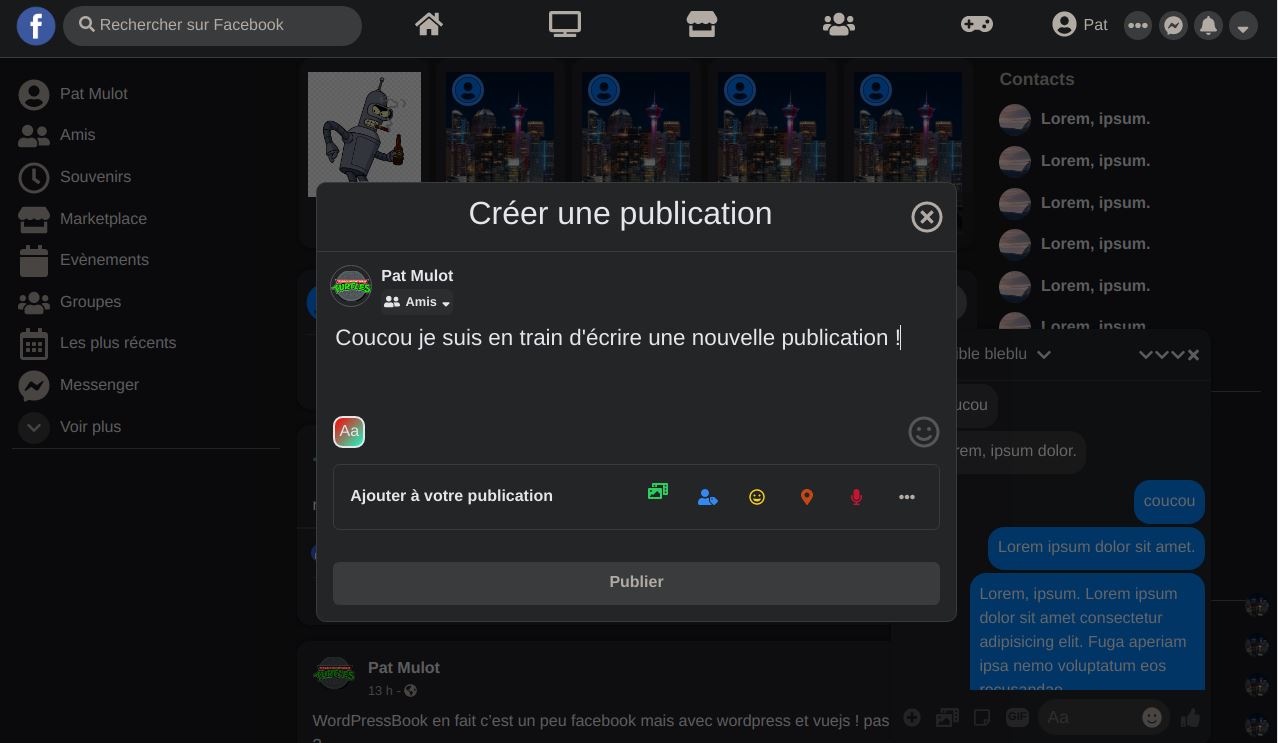 f Rechercher sur Facebook
Pat
Pat Mulot
Amis
Souvenirs
Marketplace
Evènements
Groupes
Les plus récents
Messenger
Voir plus
Contacts
Lorem, ipsum.
Lorem, ipsum.
Lorem, ipsum.
Lorem, ipsum.
Lorem, ipsum.
Lorem, ipsum.
Créer une publication
TURTLES
Pat Mulot
Amis
Coucou je suis en train d'écrire une nouvelle publication !
Aa
Ajouter à votre publication
Publier
ible bleblu
oucou
rem, ipsum dolor.
coucou
Lorem ipsum dolor sit amet.
Lorem, ipsum. Lorem ipsum
dolor sit amet consectetur
adipisicing elit. Fuga aperiam
ipsa nemo voluptatum eos
recusandae
GIF
Aa
Pat Mulot
13 h -
WordPressBook en fait c’est un peu facebook mais avec wordpress et vuejs ! pas